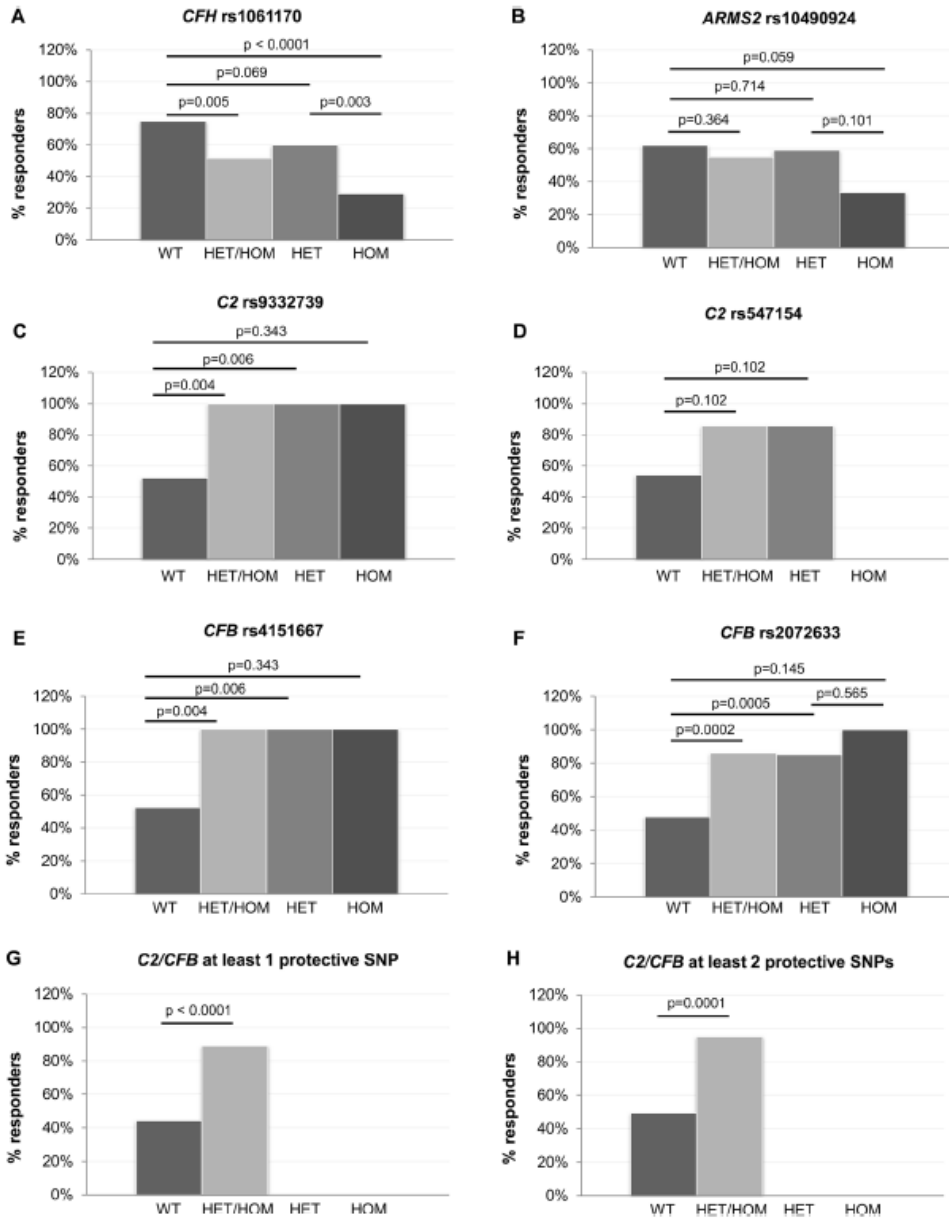 A
CFH rs1061170
p < 0.0001
p=0.069
p=0.005
p=0.003
120%
100%
80%
60%
40%
20%
0%
% responders
WT HET/HOM HET HOM
B
ARMS2 rs10490924
p=0.059
p=0.714
p=0.364
p=0.101
120%
100%
80%
60%
40%
20%
0%
% responders
WT HET/HOM HET HOM
C
C2 rs9332739
p=0.343
p=0.006
p=0.004
120%
100%
80%
60%
40%
20%
0%
% responders
WT HET/HOM HET HOM
D
C2 rs547154
p=0.102
p=0.102
120%
100%
80%
60%
40%
20%
0%
% responders
WT HET/HOM HET HOM
E
CFB rs4151667
p=0.343
p=0.006
p=0.004
120%
100%
80%
60%
40%
20%
0%
% responders
WT HET/HOM HET HOM
F
CFB rs2072633
p=0.145
p=0.565
p=0.0005
p=0.0002
120%
100%
80%
60%
40%
20%
0%
% responders
WT HET/HOM HET HOM
G
C2/CFB at least 1 protective SNP
p < 0.0001
120%
100%
80%
60%
40%
20%
0%
% responders
WT HET/HOM HET HOM
H
C2/CFB at least 2 protective SNPs
p=0.0001
120%
100%
80%
60%
40%
20%
0%
% responders
WT HET/HOM HET HOM